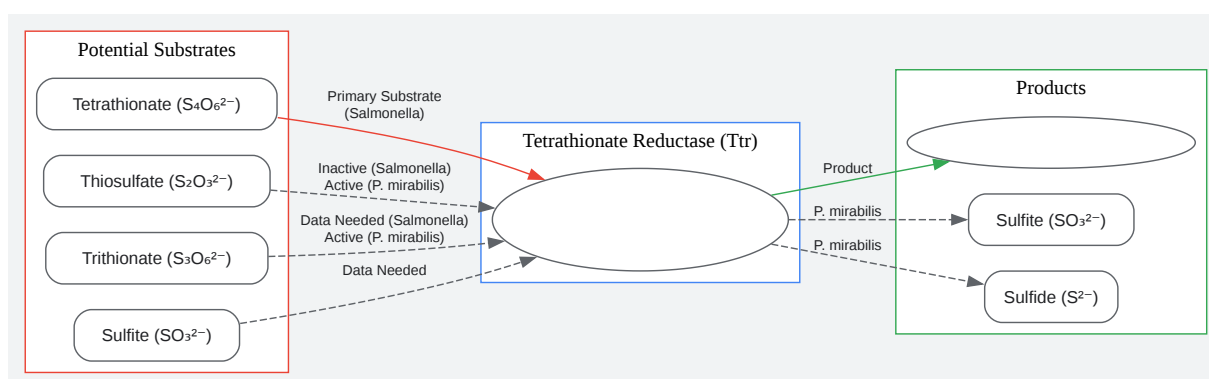 Potential Substrates
Tetrathionate (S₄O₆²⁻)
Thiosulfate (S₂O₃²⁻)
Trithionate (S₃O₆²⁻)
Sulfite (SO₃²⁻)
Primary Substrate
(Salmonella)
Inactive (Salmonella)
Active (P. mirabilis)
Data Needed (Salmonella)
Active (P. mirabilis)
Data Needed
Tetrathionate Reductase (Ttr)
Product
P. mirabilis
P. mirabilis
Products
Sulfite (SO₃²⁻)
Sulfide (S²⁻)